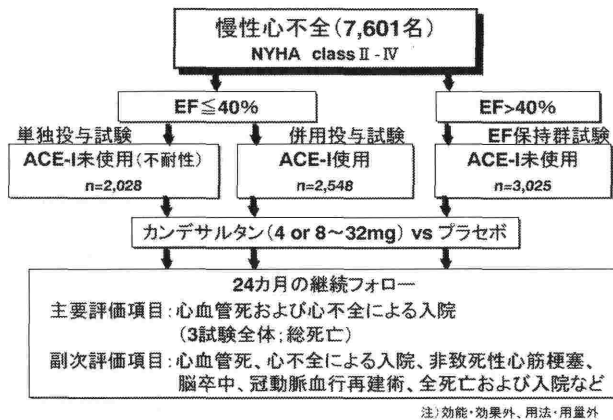 慢性心不全(7,601名)
NYHA classⅡ-Ⅳ
EF≦40%
EF>40%
単独投与試験
併用投与試験
EF保持群試験
ACE-I未使用(不耐性)
n=2,028
ACE-I使用
n=2,548
ACE-I未使用
n=3,025
カンデサルタン(4 or 8~32mg) vs プラセボ
24カ月の継続フォロー
主要評価項目:心血管死および心不全による入院
(3試験全体;総死亡)
副次評価項目:心血管死、心不全による入院、非致死性心筋梗塞、
脳卒中、冠動脈血行再建術、全死亡および入院など
注)効能・効果外、用法・用量外